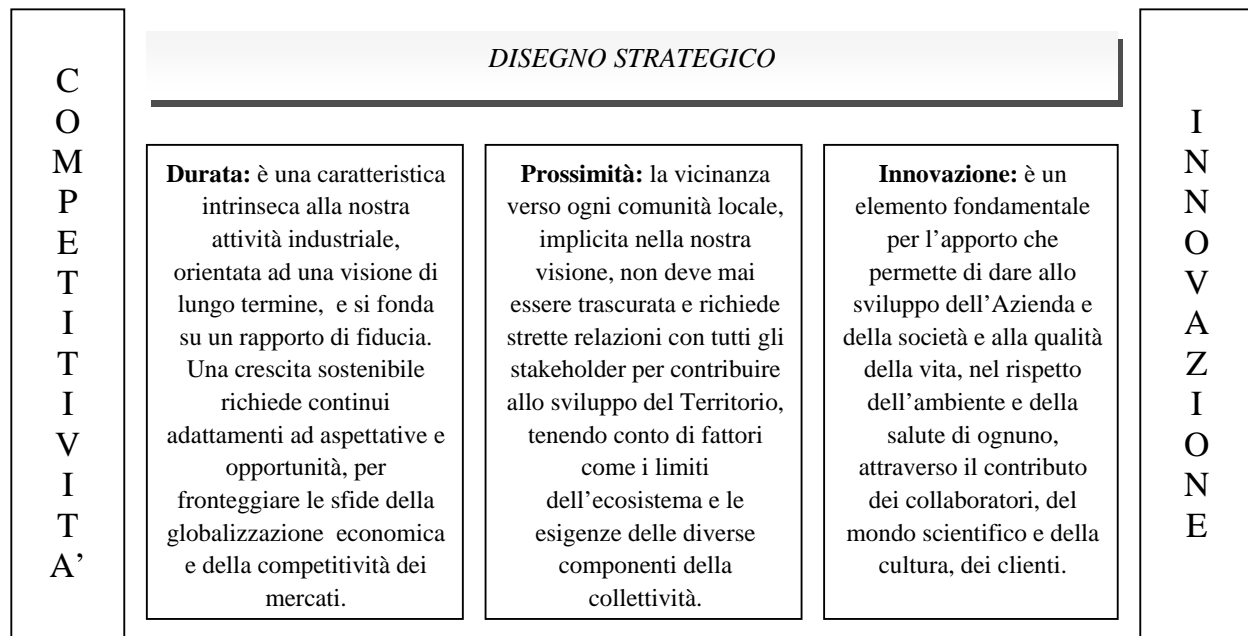 COMPETITIVITA’
DISEGNO STRATEGICO
Durata: è una caratteristica
intrinseca alla nostra
attività industriale,
orientata ad una visione di
lungo termine,  e si fonda
su un rapporto di fiducia.
Una crescita sostenibile
richiede continui
adattamenti ad aspettative e
opportunità, per
fronteggiare le sfide della
globalizzazione  economica
e della competitività dei
mercati.
Prossimità: la vicinanza
verso ogni comunità locale,
implicita nella nostra
visione, non deve mai
essere trascurata e richiede
strette relazioni con tutti gli
stakeholder per contribuire
allo sviluppo del Territorio,
tenendo conto di fattori
come i limiti
dell’ecosistema e le
esigenze delle diverse
componenti della
collettività.
Innovazione: è un
elemento fondamentale
per l’apporto che
permette di dare allo
sviluppo dell’Azienda e
della società e alla qualità
della vita, nel rispetto
dell’ambiente e della
salute di ognuno,
attraverso il contributo
dei collaboratori, del
mondo scientifico e della
cultura, dei clienti.
INNOVAZIONE